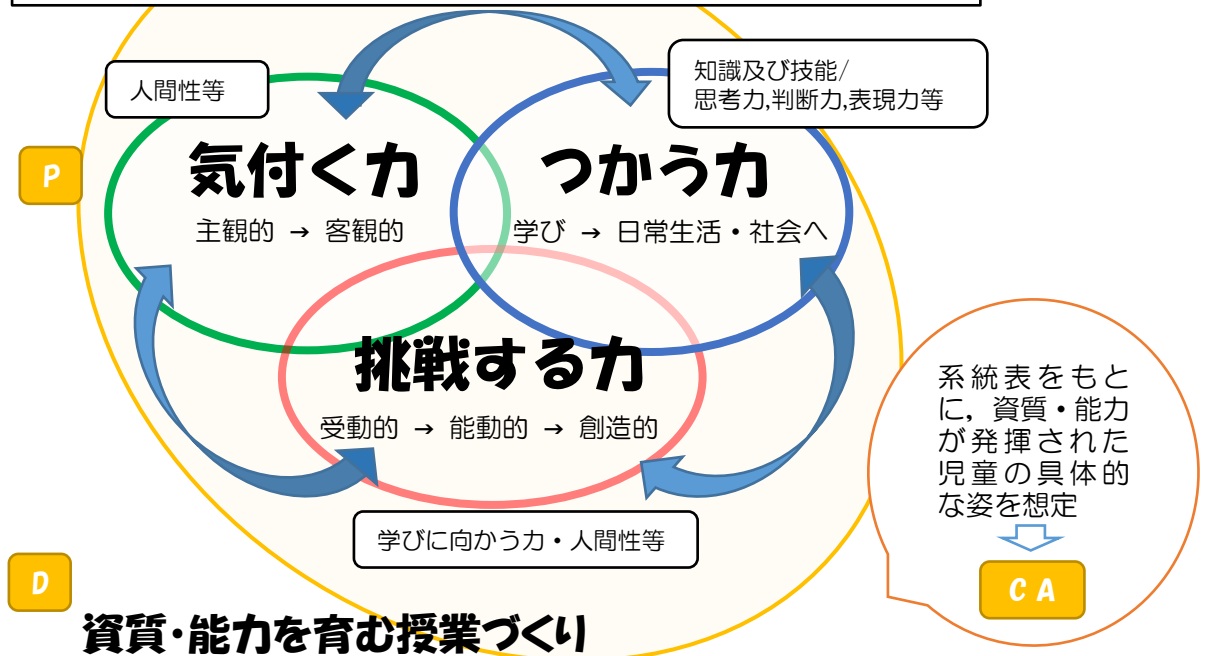 人間性等
知識及び技能/
思考力,判断力,表現力等
P
気付く力
つかう力
主観的 → 客観的
学び → 日常生活・社会へ
挑戦する力
受動的 → 能動的 → 創造的
学びに向かう力・人間性等
系統表をもと
に，資質・能力
が発揮された
児童の具体的
な姿を想定
C A
D
資質・能力を育む授業づくり